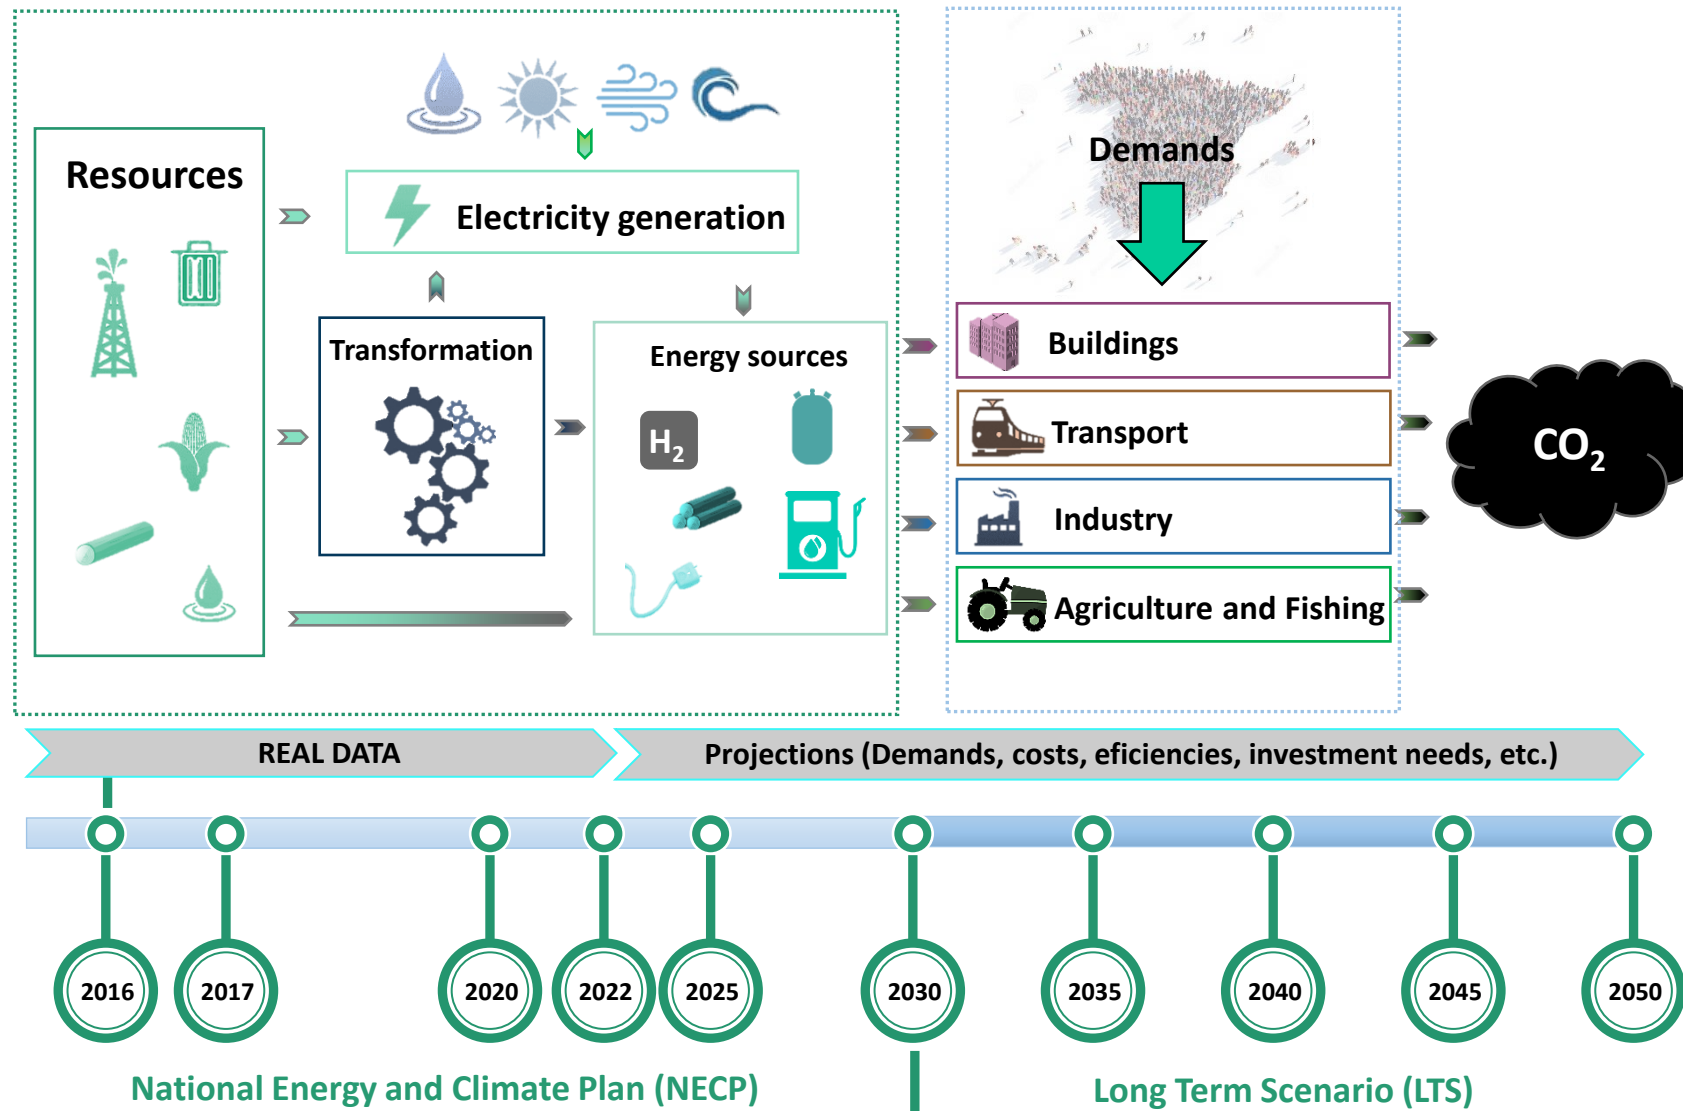 Resources
Electricity generation
Transformation
Energy sources
H2
Demands
Buildings
Transport
Industry
Agriculture and Fishing
CO2
REAL DATA
Projections (Demands, costs, eficiencies, investment needs, etc.)
2016
2017
2020
2022
2025
2030
2035
2040
2045
2050
National Energy and Climate Plan (NECP)
Long Term Scenario (LTS)